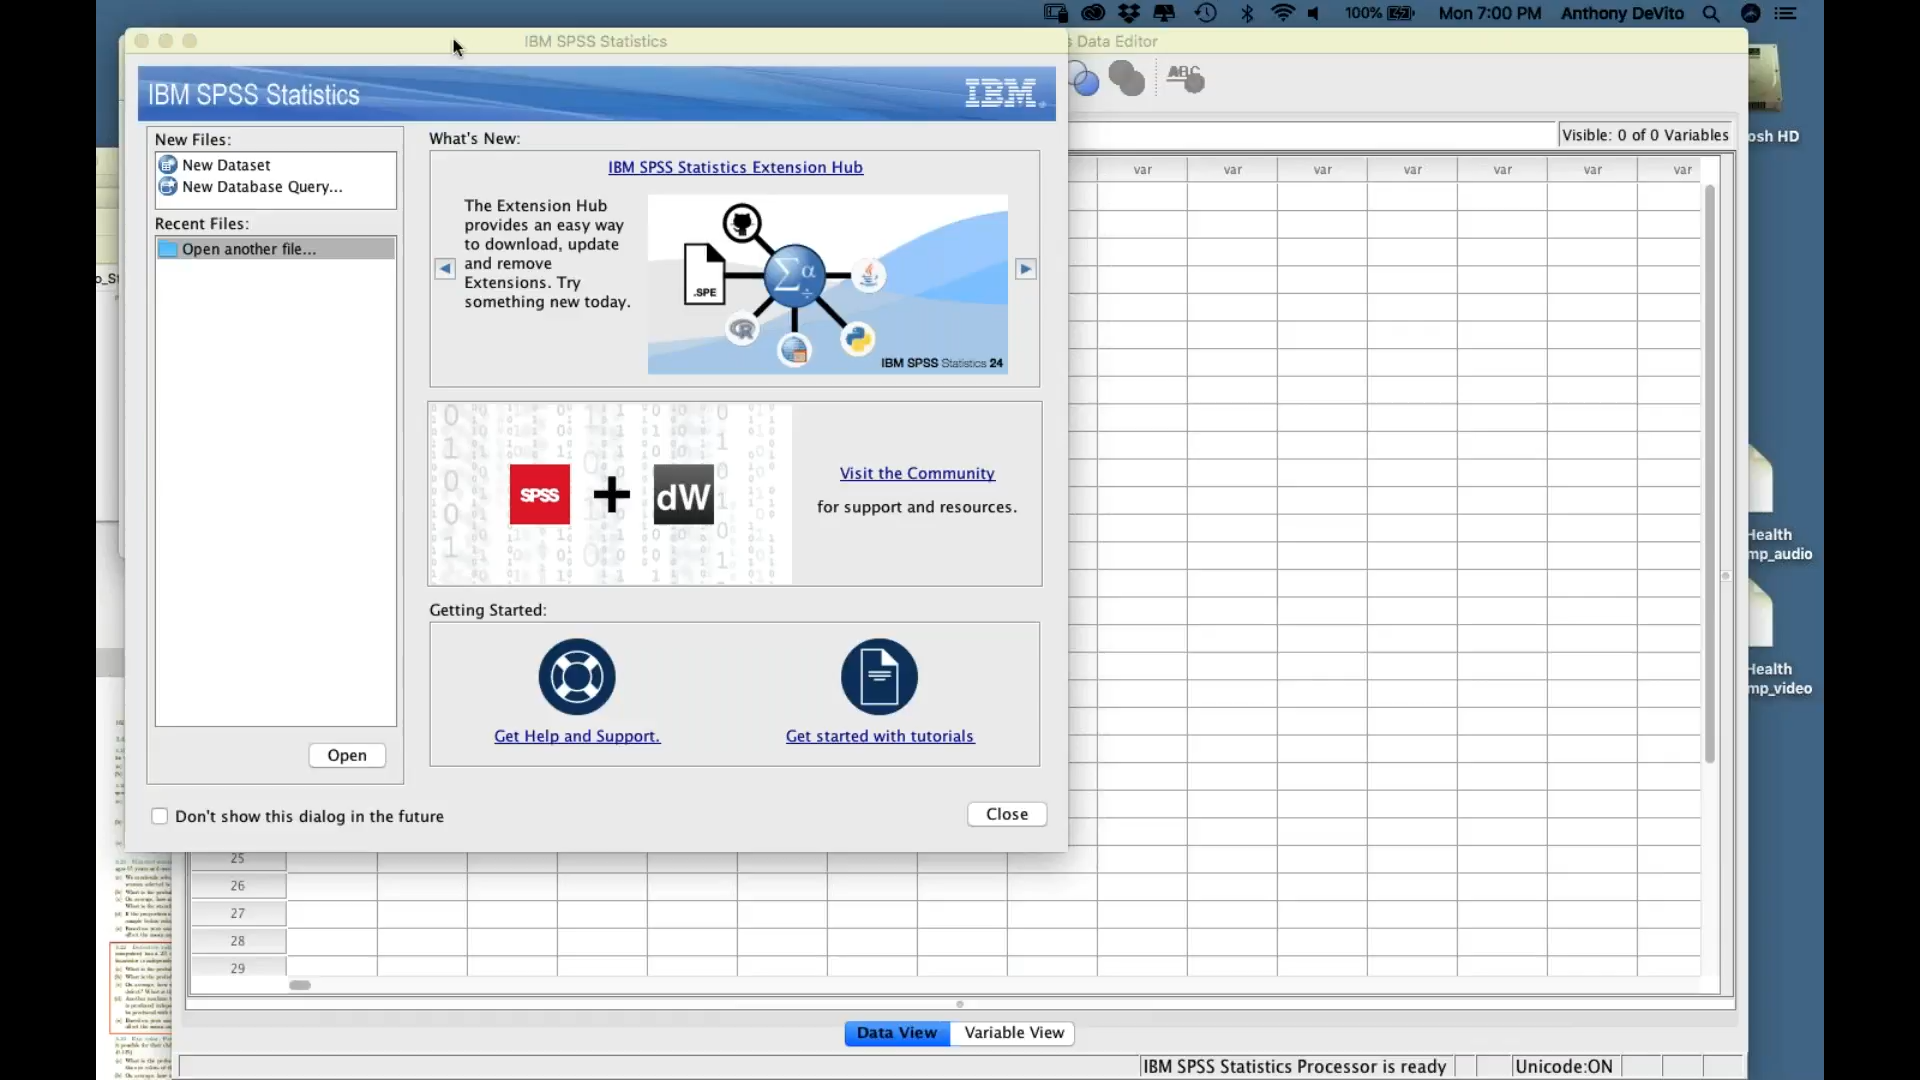 100% Mon 7:00 PM Anthony DeVito
IBM SPSS Statistics
s Data Editor
IBM SPSS Statistics
IBM
ABC
New Files:
New Dataset
New Database Query...
Recent Files:
Open another file...
Open
What's New:
IBM SPSS Statistics Extension Hub
The Extension Hub
provides an easy way
to download, update
and remove
Extensions. Try
something new today.
.SPE
Σα
÷
R
IBM SPSS Statistics 24
SPSS + dW
Visit the Community
for support and resources.
Getting Started:
Get Help and Support.
Get started with tutorials
Don't show this dialog in the future
Close
Visible: 0 of 0 Variables
var var var var var var var
25
26
27
28
29
Data View Variable View
IBM SPSS Statistics Processor is ready Unicode:ON
osh HD
Health
mp_audio
Health
mp_video